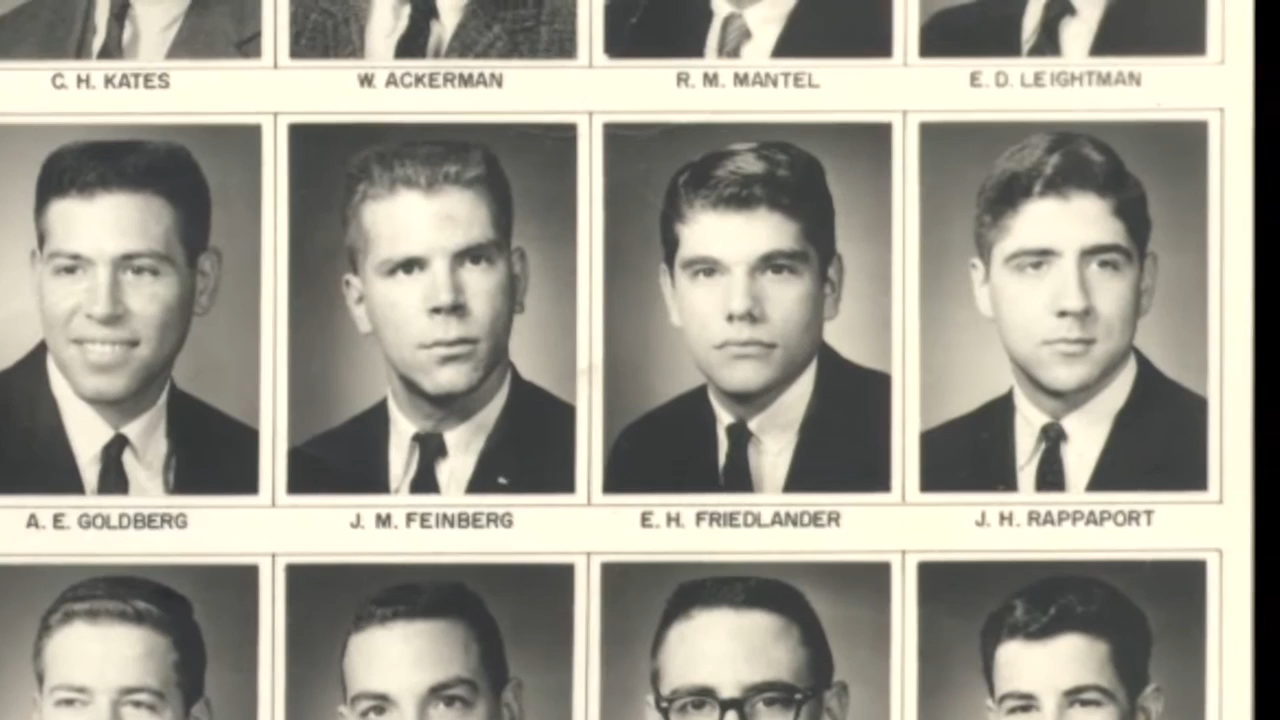 C. H. KATES
W. ACKERMAN
R. M. MANTEL
E. D. LEIGHTMAN
A. E. GOLDBERG
J. M. FEINBERG
E. H. FRIEDLANDER
J. H. RAPPAPORT